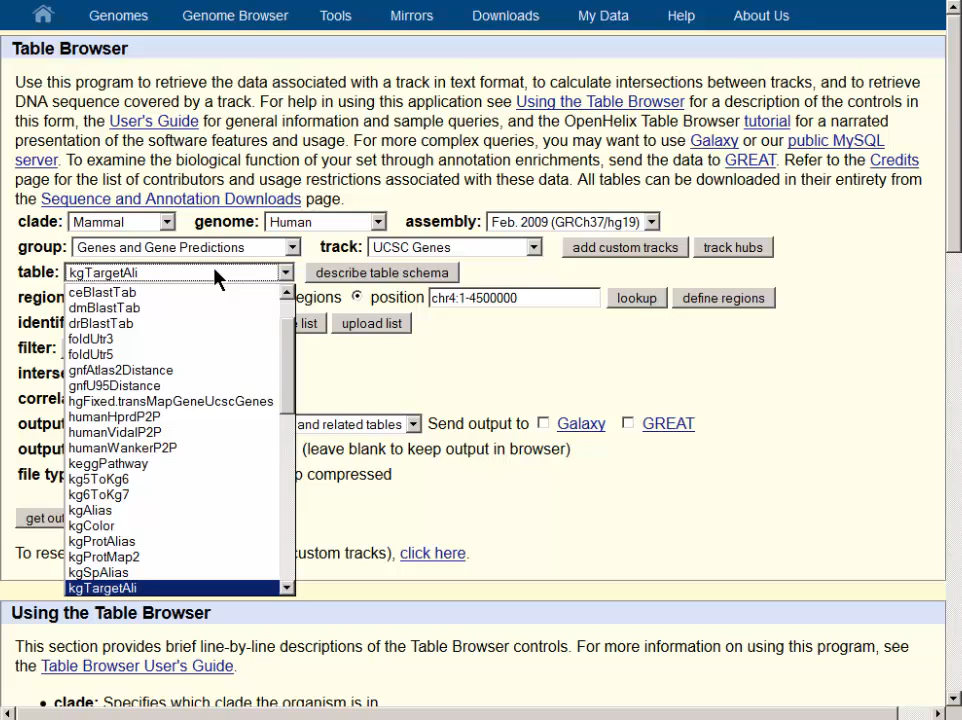 Genomes Genome Browser Tools Mirrors Downloads My Data Help About Us
Table Browser
Use this program to retrieve the data associated with a track in text format, to calculate intersections between tracks, and to retrieve
DNA sequence covered by a track. For help in using this application see Using the Table Browser for a description of the controls in
this form, the User's Guide for general information and sample queries, and the OpenHelix Table Browser tutorial for a narrated
presentation of the software features and usage. For more complex queries, you may want to use Galaxy or our public MySQL
server. To examine the biological function of your set through annotation enrichments, send the data to GREAT. Refer to the Credits
page for the list of contributors and usage restrictions associated with these data. All tables can be downloaded in their entirety from
the Sequence and Annotation Downloads page.
clade: Mammal genome: Human assembly: Feb. 2009 (GRCh37/hg19)
group: Genes and Gene Predictions track: UCSC Genes add custom tracks track hubs
table: kgTargetAli describe table schema
region egions position chr4:1-4500000 lookup define regions
identif list upload list
filter:
interse
correla
outpu and related tables Send output to Galaxy GREAT
outpu (leave blank to keep output in browser)
file typ p compressed
get out
To rese custom tracks), click here.
ceBlastTab
dmBlastTab
drBlastTab
foldUtr3
foldUtr5
gnfAtlas2Distance
gnfU95Distance
hgFixed.transMapGeneUcscGenes
humanHprdP2P
humanVidalP2P
humanWankerP2P
keggPathway
kg5ToKg6
kg6ToKg7
kgAlias
kgColor
kgProtAlias
kgProtMap2
kgSpAlias
kgTargetAli
Using the Table Browser
This section provides brief line-by-line descriptions of the Table Browser controls. For more information on using this program, see
the Table Browser User's Guide.
• clade: Specifies which clade the organism is in.